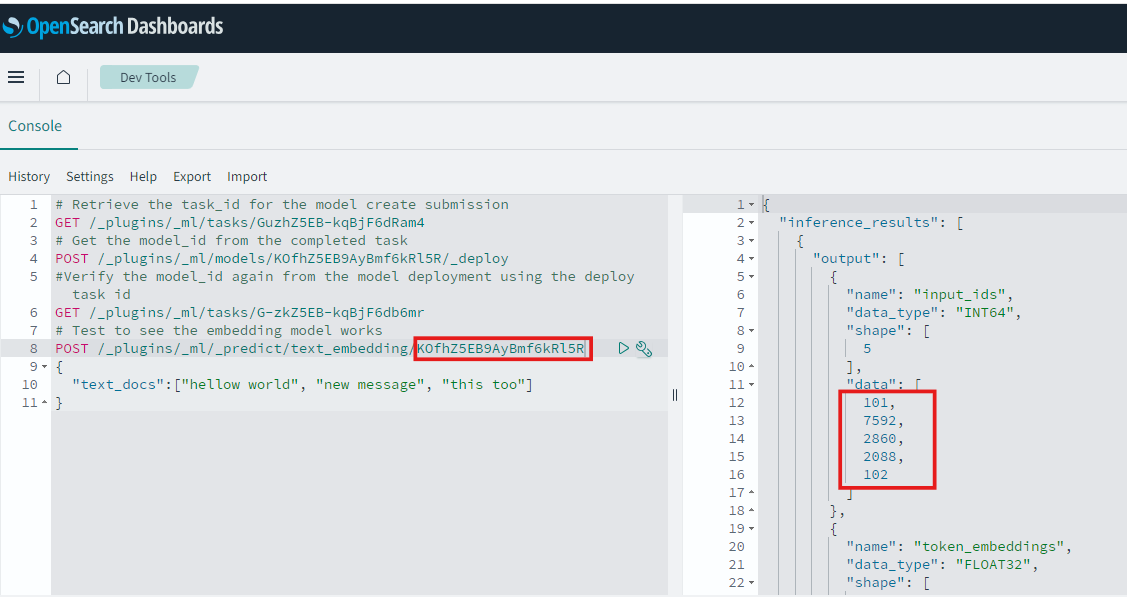 OpenSearch Dashboards
Dev Tools
Console
History Settings Help Export Import
1 # Retrieve the task_id for the model create submission
2 GET /_plugins/_ml/tasks/GuzhZ5EB-kqBjF6dRam4
3 # Get the model_id from the completed task
4 POST /_plugins/_ml/models/KOfhZ5EB9AyBmf6kRl5R/_deploy
5 #Verify the model_id again from the model deployment using the deploy
task id
6 GET /_plugins/_ml/tasks/G-zkZ5EB-kqBjF6db6mr
7 # Test to see the embedding model works
8 POST /_plugins/_ml/_predict/text_embedding/KOfhZ5EB9AyBmf6kRl5R
9 {
10 "text_docs":["hellow world", "new message", "this too"]
11 }
1 {
2 "inference_results": [
3 {
4 "output": [
5 {
6 "name": "input_ids",
7 "data_type": "INT64",
8 "shape": [
9 5
10 ],
11 "data": [
12 101,
13 7592,
14 2860,
15 2088,
16 102
17 ]
18 },
19 {
20 "name": "token_embeddings",
21 "data_type": "FLOAT32",
22 "shape": [